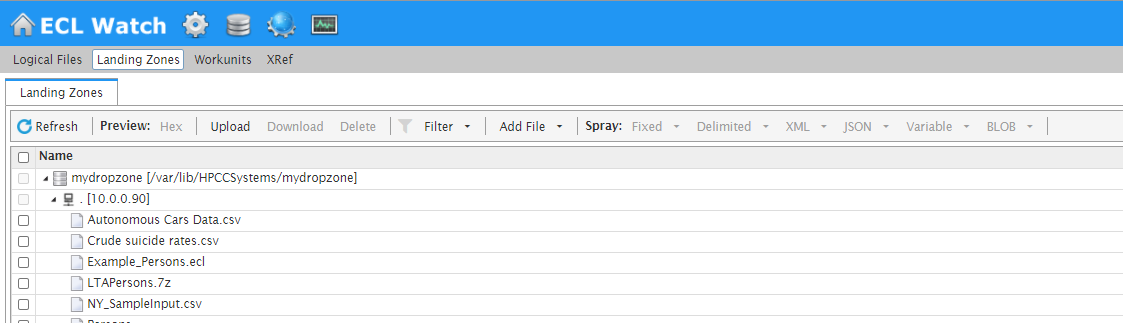 ECL Watch
Logical Files Landing Zones Workunits XRef
Landing Zones
Refresh Preview: Hex Upload Download Delete Filter Add File Spray: Fixed Delimited XML JSON Variable BLOB
Name
mydropzone [/var/lib/HPCCSystems/mydropzone]
. [10.0.0.90]
Autonomous Cars Data.csv
Crude suicide rates.csv
Example_Persons.ecl
LTAPersons.7z
NY_SampleInput.csv